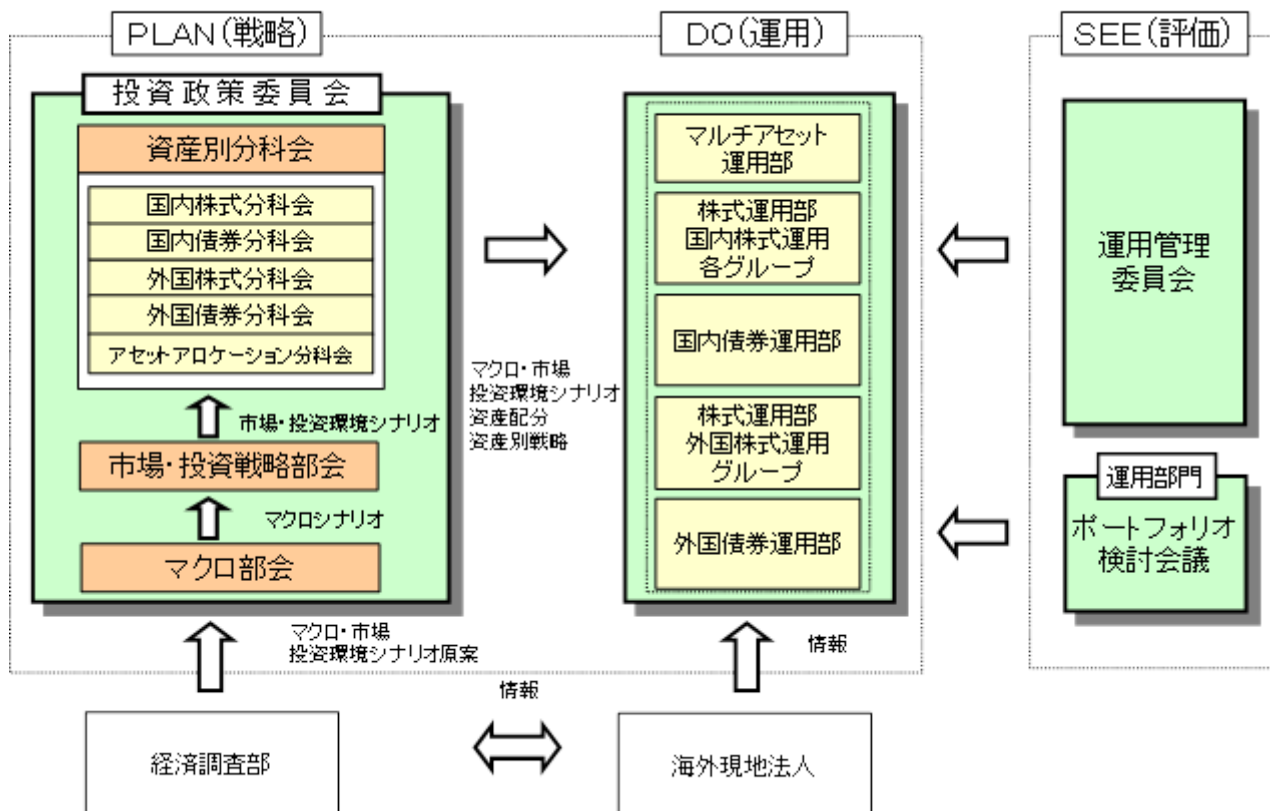 PLAN(戦略)
DO(運用)
SEE(評価)
投資政策委員会
資産別分科会
国内株式分科会
国内債券分科会
外国株式分科会
外国債券分科会
アセットアロケーション分科会
市場・投資環境シナリオ
市場・投資戦略部会
マクロシナリオ
マクロ部会
マクロ・市場
投資環境シナリオ
資産配分
資産別戦略
マルチアセット
運用部
株式運用部
国内株式運用
各グループ
国内債券運用部
株式運用部
外国株式運用
グループ
外国債券運用部
運用管理
委員会
運用部門
ポートフォリオ
検討会議
マクロ・市場
投資環境シナリオ原案
情報
情報
経済調査部
海外現地法人